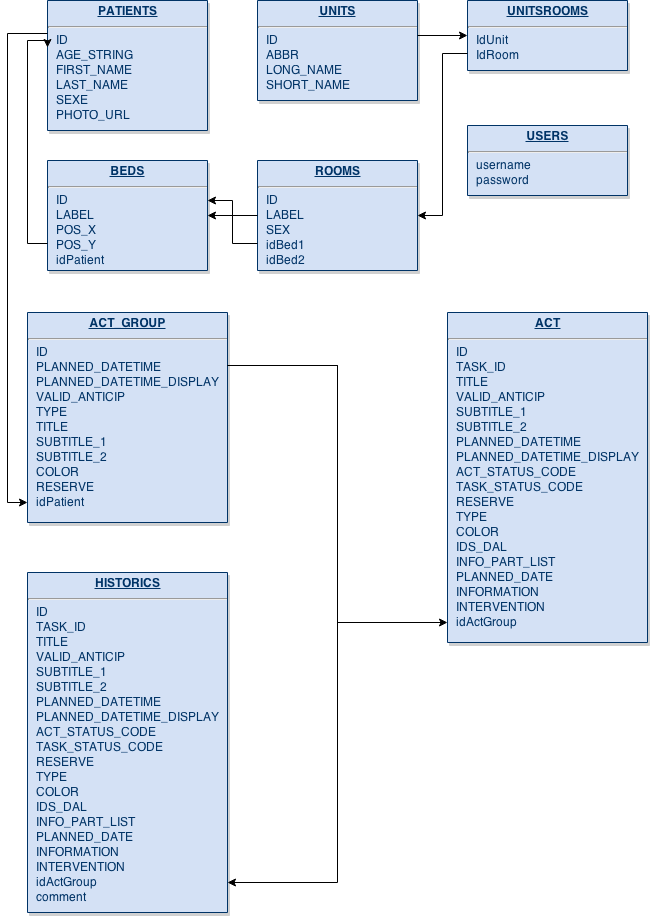 PATIENTS
ID
AGE_STRING
FIRST_NAME
LAST_NAME
SEXE
PHOTO_URL
UNITS
ID
ABBR
LONG_NAME
SHORT_NAME
UNITSROOMS
IdUnit
IdRoom
USERS
username
password
BEDS
ID
LABEL
POS_X
POS_Y
idPatient
ROOMS
ID
LABEL
SEX
idBed1
idBed2
ACT_GROUP
ID
PLANNED_DATETIME
PLANNED_DATETIME_DISPLAY
VALID_ANTICIP
TYPE
TITLE
SUBTITLE_1
SUBTITLE_2
COLOR
RESERVE
idPatient
ACT
ID
TASK_ID
TITLE
VALID_ANTICIP
SUBTITLE_1
SUBTITLE_2
PLANNED_DATETIME
PLANNED_DATETIME_DISPLAY
ACT_STATUS_CODE
TASK_STATUS_CODE
RESERVE
TYPE
COLOR
IDS_DAL
INFO_PART_LIST
PLANNED_DATE
INFORMATION
INTERVENTION
idActGroup
HISTORICS
ID
TASK_ID
TITLE
VALID_ANTICIP
SUBTITLE_1
SUBTITLE_2
PLANNED_DATETIME
PLANNED_DATETIME_DISPLAY
ACT_STATUS_CODE
TASK_STATUS_CODE
RESERVE
TYPE
COLOR
IDS_DAL
INFO_PART_LIST
PLANNED_DATE
INFORMATION
INTERVENTION
idActGroup
comment